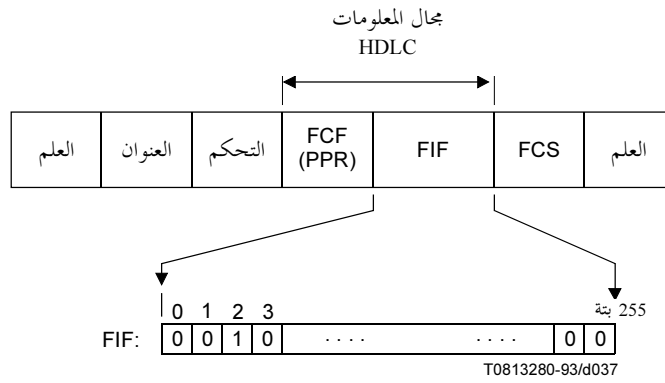 مجال المعلومات
HDLC
العلم العنوان التحكم FCF (PPR) FIF FCS العلم
0 1 2 3 255 بتة
FIF: 0 0 1 0 .... .... 0 0
T0813280-93/d037